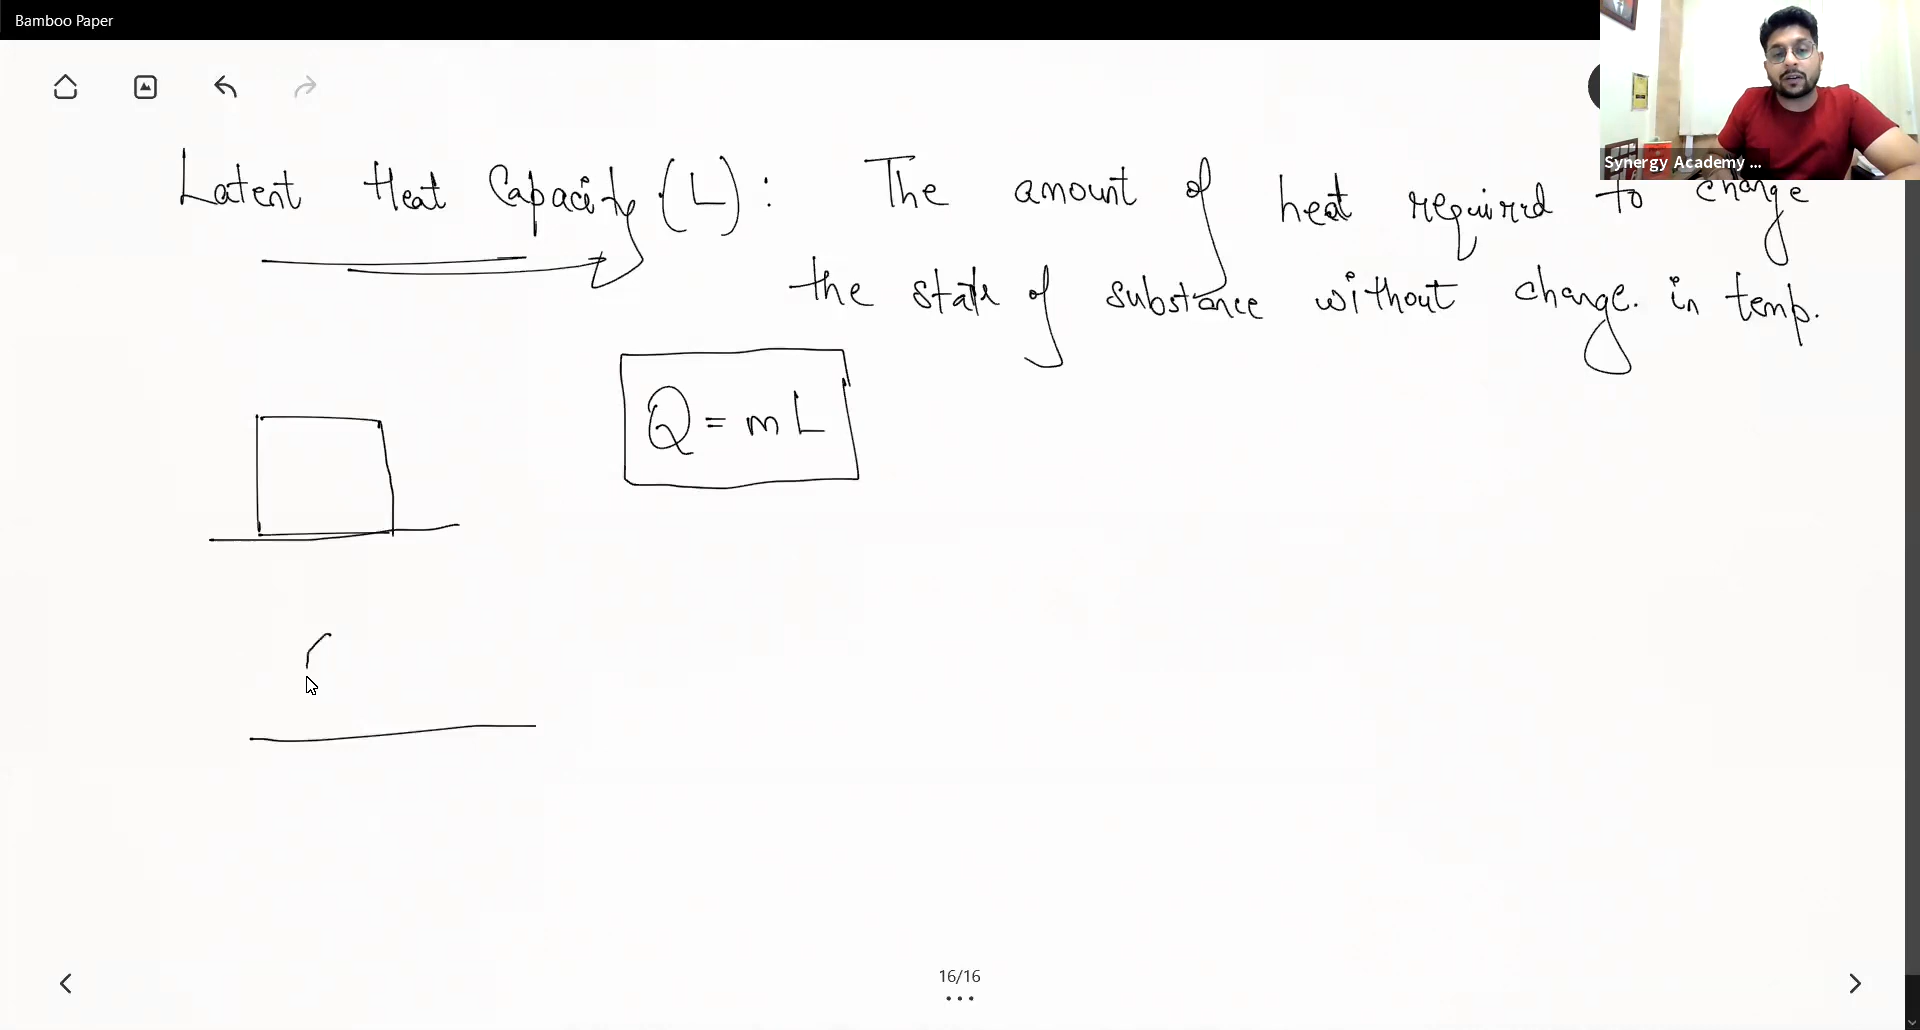 Bamboo Paper
Synergy Academy ...
Latent Heat Capacity (L) : The amount of heat required to change
the state of substance without change. in temp.
Q = m L
16/16